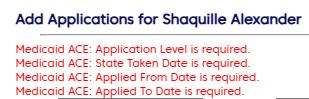 Add Applications for Shaquille Alexander
Medicaid ACE: Application Level is required.
Medicaid ACE: State Taken Date is required.
Medicaid ACE: Applied From Date is required.
Medicaid ACE: Applied To Date is required.